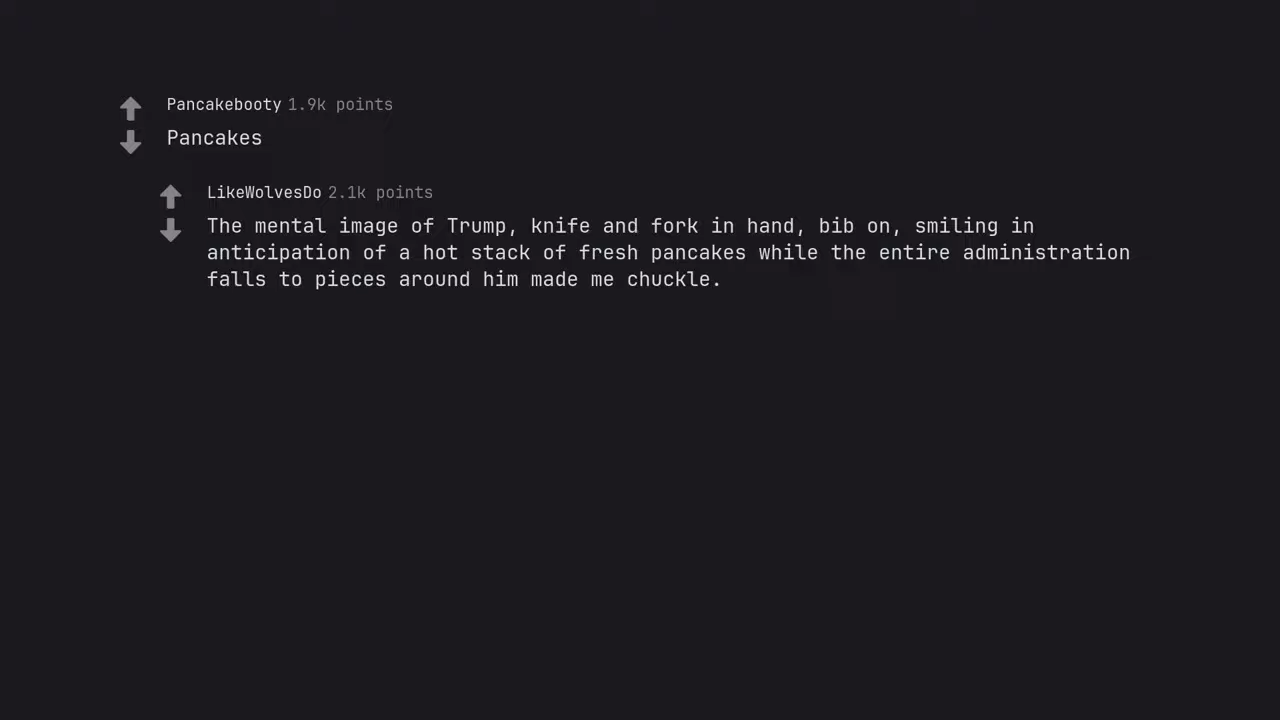 Pancakebooty 1.9k points
Pancakes
LikeWolvesDo 2.1k points
The mental image of Trump, knife and fork in hand, bib on, smiling in
anticipation of a hot stack of fresh pancakes while the entire administration
falls to pieces around him made me chuckle.